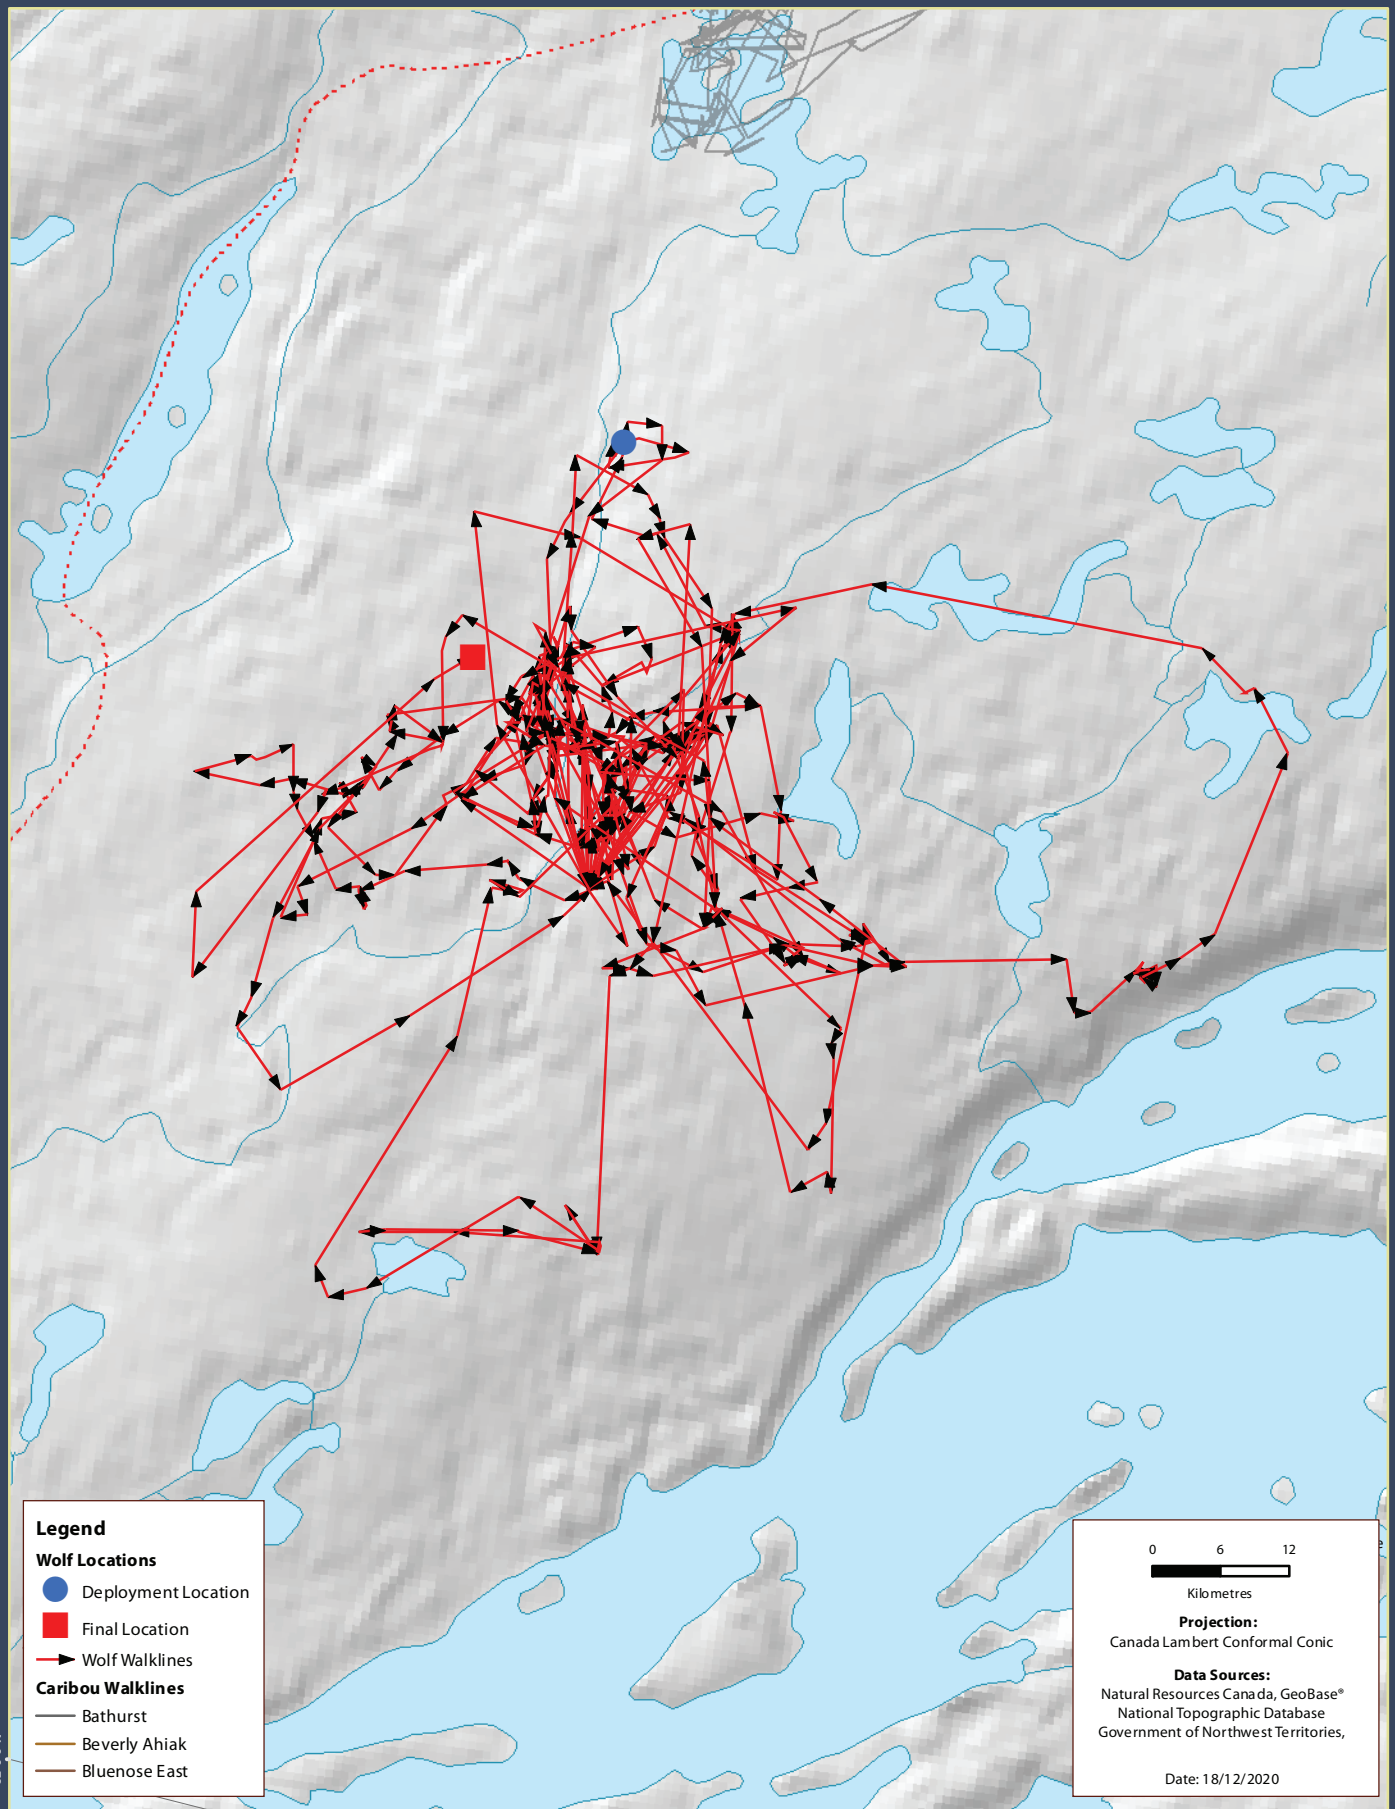 Legend
Wolf Locations
Deployment Location
Final Location
Wolf Walklines
Caribou Walklines
Bathurst
Beverly Ahiak
Bluenose East
0 6 12
Kilometres
Projection:
Canada Lambert Conformal Conic
Data Sources:
Natural Resources Canada, GeoBase®
National Topographic Database
Government of Northwest Territories,
Date: 18/12/2020